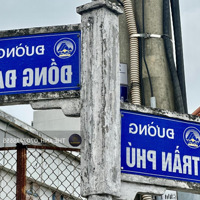 ĐƯỜNG
ĐỐNG ĐA
ĐƯỜNG
TRẦN PHÚ